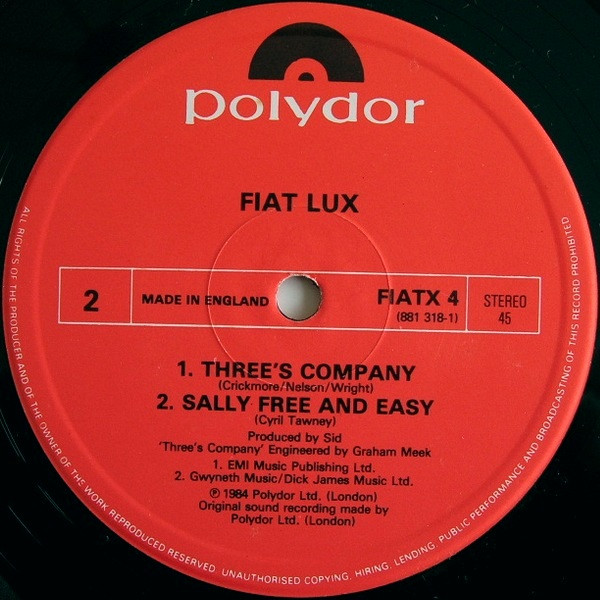 polydor
FIAT LUX
2
MADE IN ENGLAND
FIATX 4
(881 318-1)
STEREO
45
1. THREE'S COMPANY
(Crickmore/Nelson/Wright)
2. SALLY FREE AND EASY
(Cyril Tawney)
Produced by Sid
'Three's Company' Engineered by Graham Meek
1. EMI Music Publishing Ltd.
2. Gwyneth Music/Dick James Music Ltd.
℗ 1984 Polydor Ltd. (London)
Original sound recording made by
Polydor Ltd. (London)
ALL RIGHTS OF THE PRODUCER AND OF THE OWNER OF THE WORK REPRODUCED RESERVED. UNAUTHORISED COPYING, HIRING, LENDING, PUBLIC PERFORMANCE AND BROADCASTING OF THIS RECORD PROHIBITED